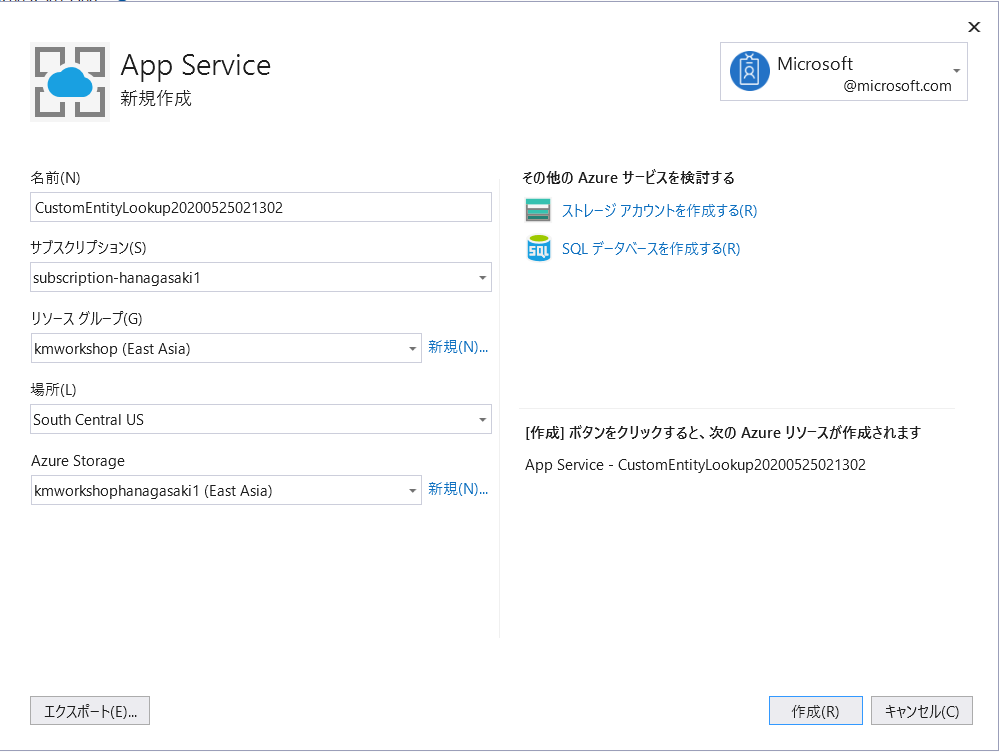 App Service
新規作成
Microsoft
@microsoft.com
名前(N)
CustomEntityLookup20200525021302
サブスクリプション(S)
subscription-hanagasaki1
リソース グループ(G)
kmworkshop (East Asia)
新規(N)...
場所(L)
South Central US
Azure Storage
kmworkshophanagasaki1 (East Asia)
新規(N)...
その他の Azure サービスを検討する
ストレージ アカウントを作成する(R)
SQL データベースを作成する(R)
[作成] ボタンをクリックすると、次の Azure リソースが作成されます
App Service - CustomEntityLookup20200525021302
エクスポート(E)...
作成(R)
キャンセル(C)